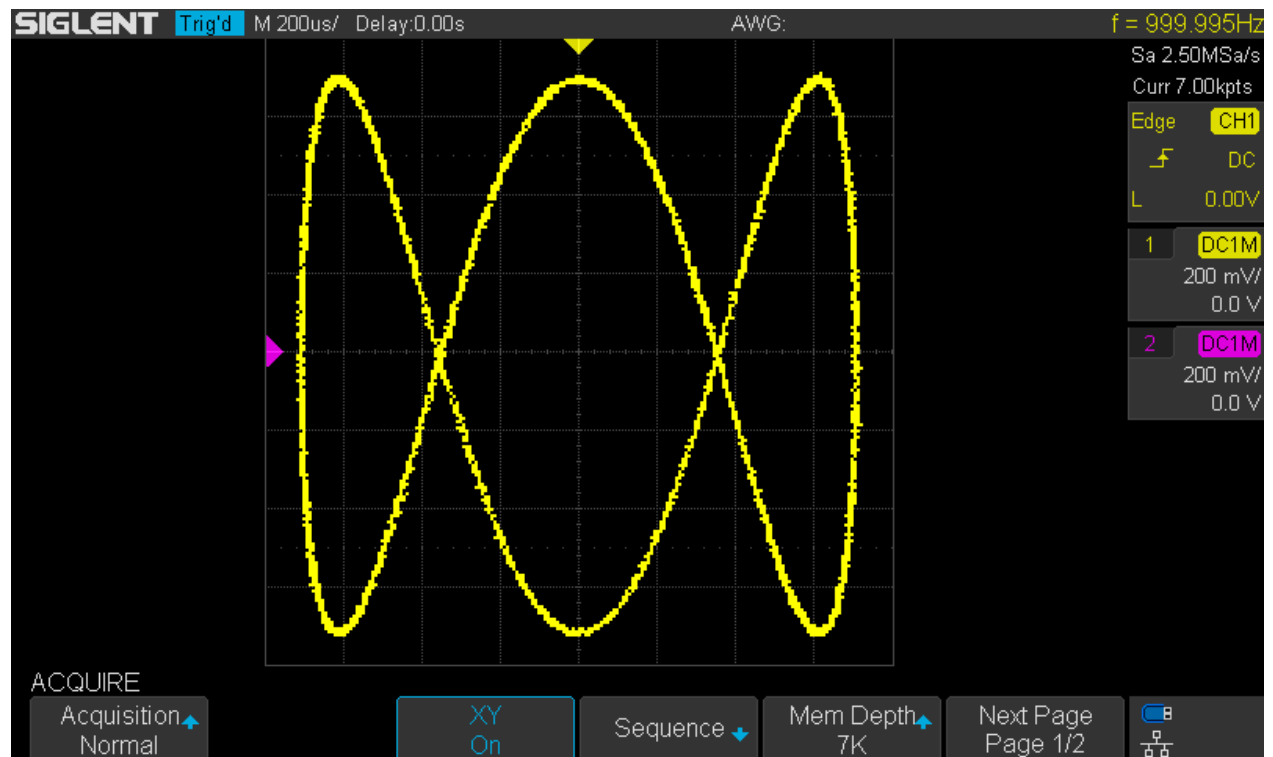 SIGLENT Trig'd M 200us/ Delay:0.00s AWG: f = 999.995Hz
Sa 2.50MSa/s
Curr 7.00kpts
Edge CH1
DC
L 0.00V
1 DC1M
200 mV/
0.0 V
2 DC1M
200 mV/
0.0 V
ACQUIRE
Acquisition
Normal
XY
On
Sequence
Mem Depth
7K
Next Page
Page 1/2